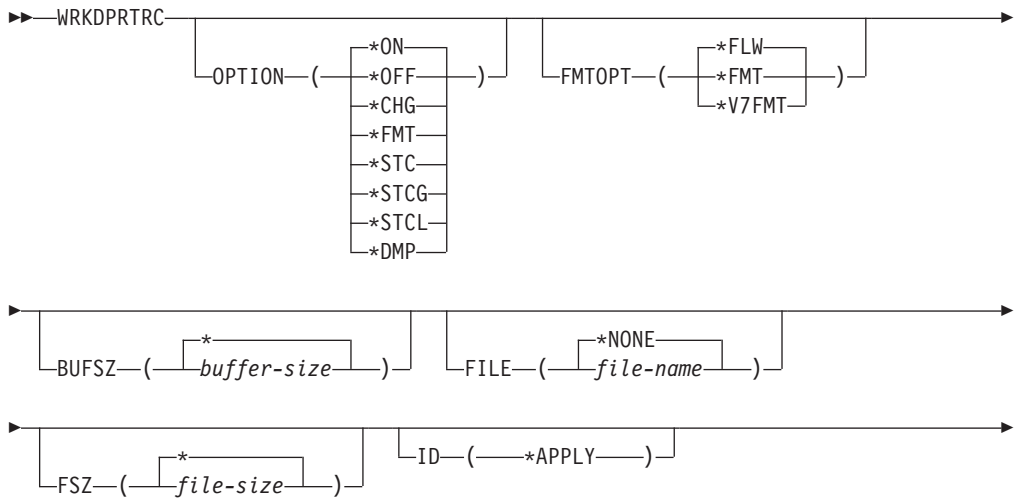 WRKDPRTRC
OPTION ( *ON )
*OFF
*CHG
*FMT
*STC
*STCG
*STCL
*DMP
FMTOPT ( *FLW )
*FMT
*V7FMT
BUFSZ ( * )
buffer-size
FILE ( *NONE )
file-name
FSZ ( * )
file-size
ID ( *APPLY )